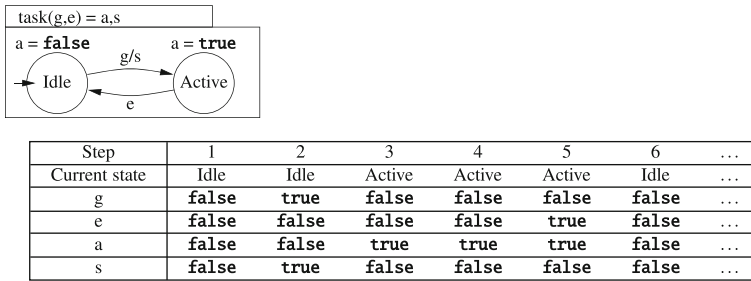 task(g,e) = a,s
a = false a = true
g/s
Idle Active
e
Step 1 2 3 4 5 6 ...
Current state Idle Idle Active Active Active Idle ...
g false true false false false false ...
e false false false false true false ...
a false false true true true false ...
s false true false false false false ...